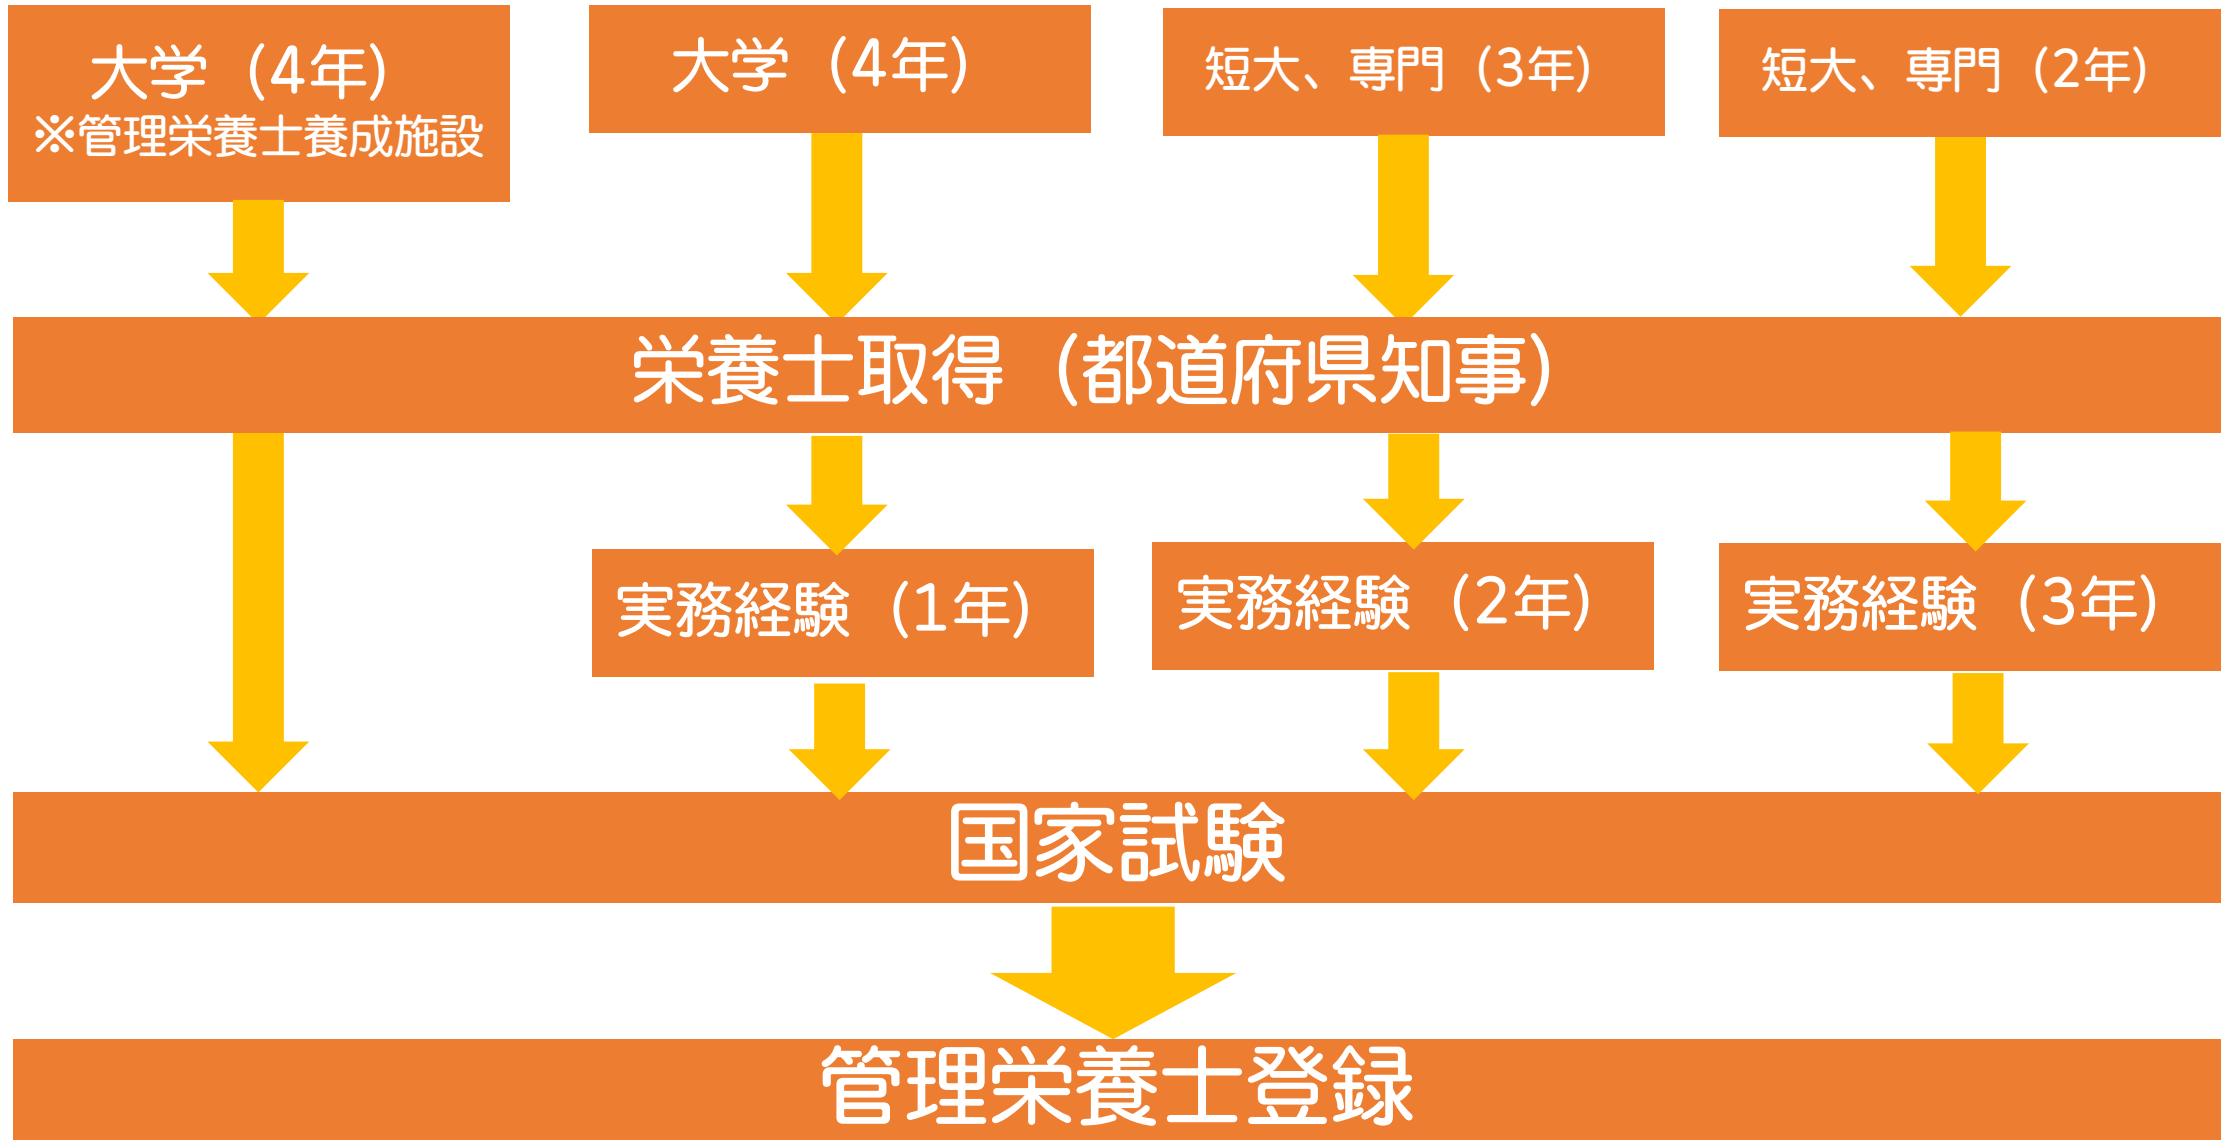 大学（4年）
※管理栄養士養成施設
大学（4年）
短大、専門（3年）
短大、専門（2年）
栄養士取得（都道府県知事）
実務経験（1年）
実務経験（2年）
実務経験（3年）
国家試験
管理栄養士登録